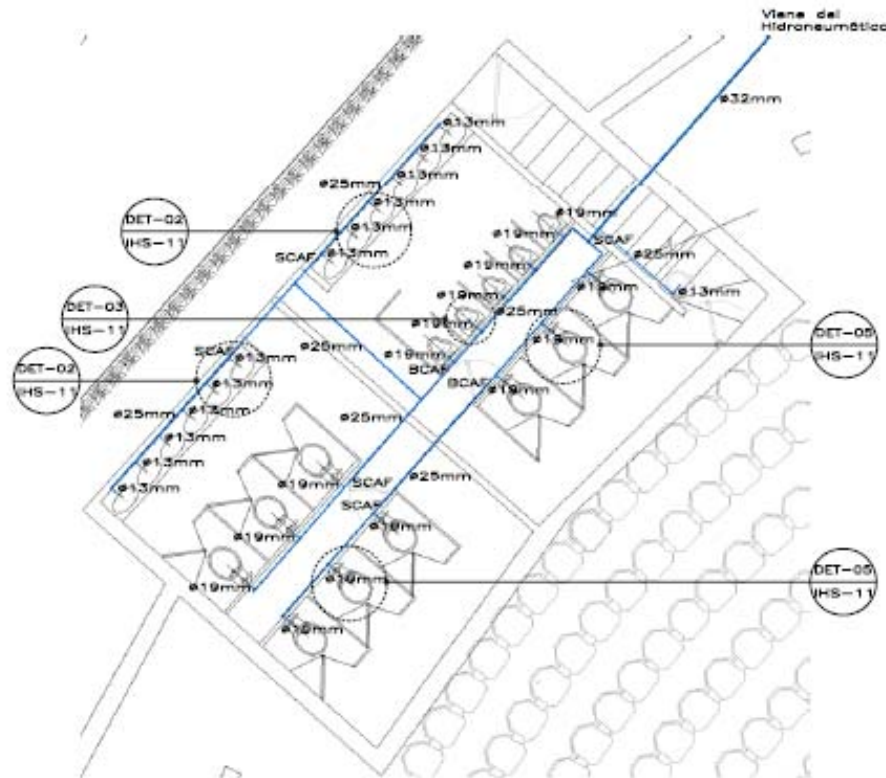 Viene del
Hidroneumático
ø32mm
ø13mm
ø13mm
ø13mm
ø25mm
ø13mm
ø13mm
ø13mm
SCAF
DET-02
IHS-11
ø19mm
ø19mm
ø19mm
ø19mm
ø19mm
ø19mm
BCAF
SCAF
ø25mm
ø13mm
ø19mm
ø25mm
ø19mm
BCAF
ø19mm
DET-03
IHS-11
DET-05
IHS-11
DET-02
IHS-11
SCAF
ø13mm
ø13mm
ø25mm
ø13mm
ø13mm
ø13mm
ø25mm
ø25mm
ø25mm
SCAF
SCAF
ø19mm
ø19mm
ø19mm
ø19mm
ø19mm
ø19mm
DET-05
IHS-11